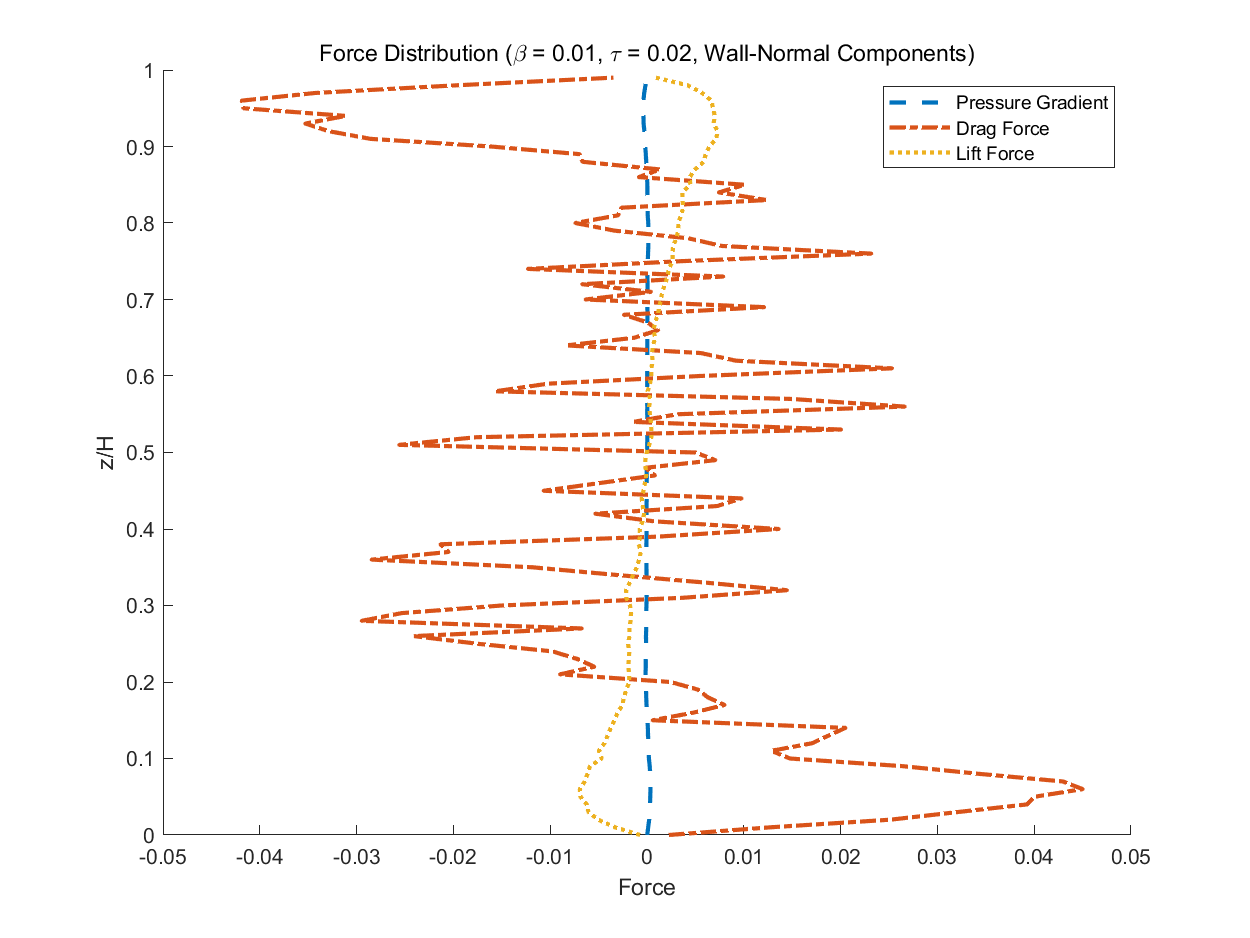 Force Distribution (β = 0.01, τ = 0.02, Wall-Normal Components)
Pressure Gradient
Drag Force
Lift Force
1
0.9
0.8
0.7
0.6
0.5
0.4
0.3
0.2
0.1
0
z/H
-0.05 -0.04 -0.03 -0.02 -0.01 0 0.01 0.02 0.03 0.04 0.05
Force